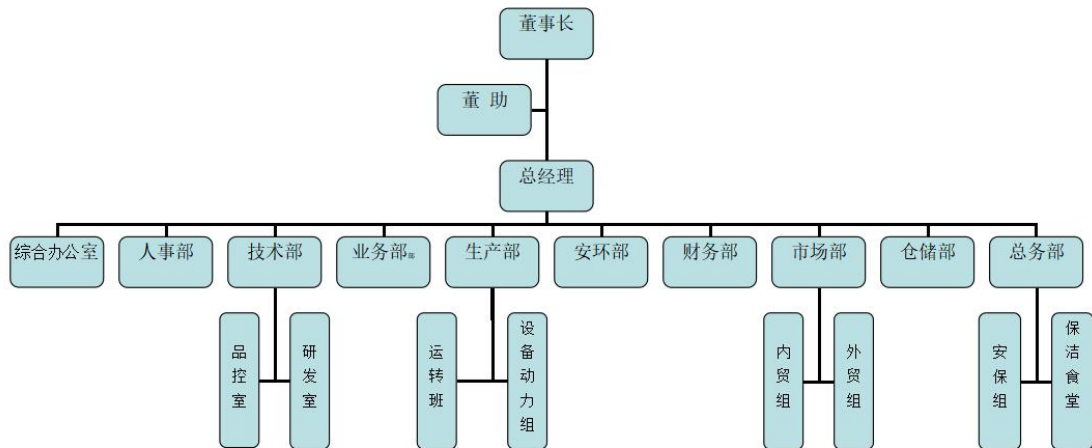 董事长
董 助
总经理
综合办公室
人事部
技术部
业务部部
生产部
安环部
财务部
市场部
仓储部
总务部
品控室
研发室
运转班
设备动力组
内贸组
外贸组
安保组
保洁食堂